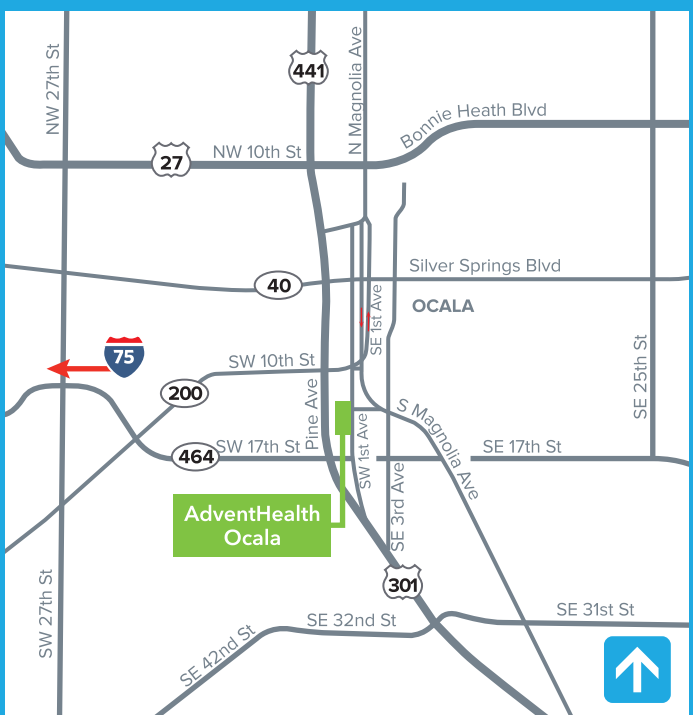 NW 27th St
441
N Magnolia Ave
Bonnie Heath Blvd
NW 10th St
27
Silver Springs Blvd
40
SE 1st Ave
OCALA
75
SW 10th St
200
SE 25th St
Pine Ave
S Magnolia Ave
SW 17th St
464
SW 1st Ave
SE 17th St
SE 3rd Ave
AdventHealth
Ocala
301
SW 27th St
SE 32nd St
SE 31st St
SE 42nd St